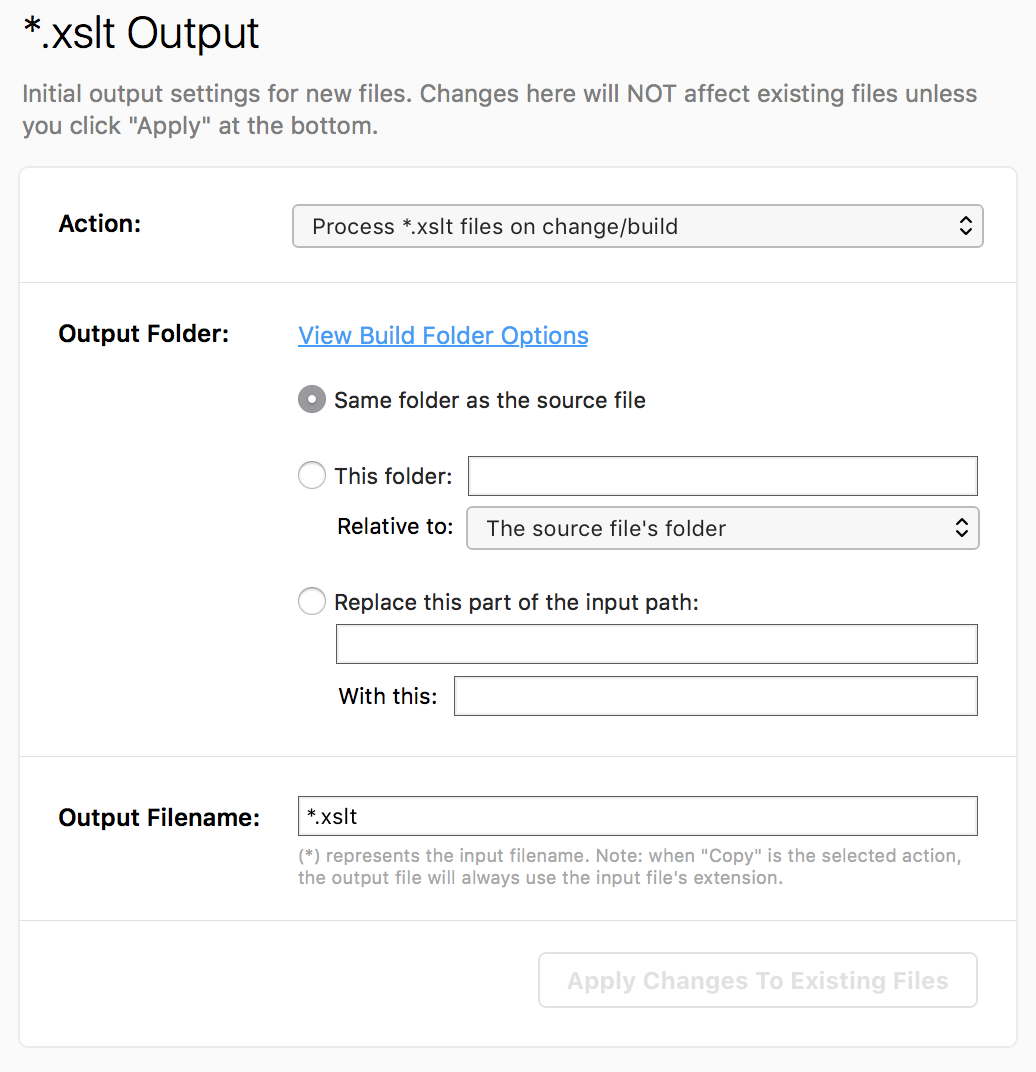 *.xslt Output
Initial output settings for new files. Changes here will NOT affect existing files unless
you click "Apply" at the bottom.
Action:
Process *.xslt files on change/build
Output Folder:
View Build Folder Options
Same folder as the source file
This folder:
Relative to:
The source file's folder
Replace this part of the input path:
With this:
Output Filename:
*.xslt
(*) represents the input filename. Note: when "Copy" is the selected action,
the output file will always use the input file's extension.
Apply Changes To Existing Files